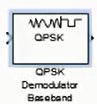 QPSK
QPSK
Demodulator
Baseband